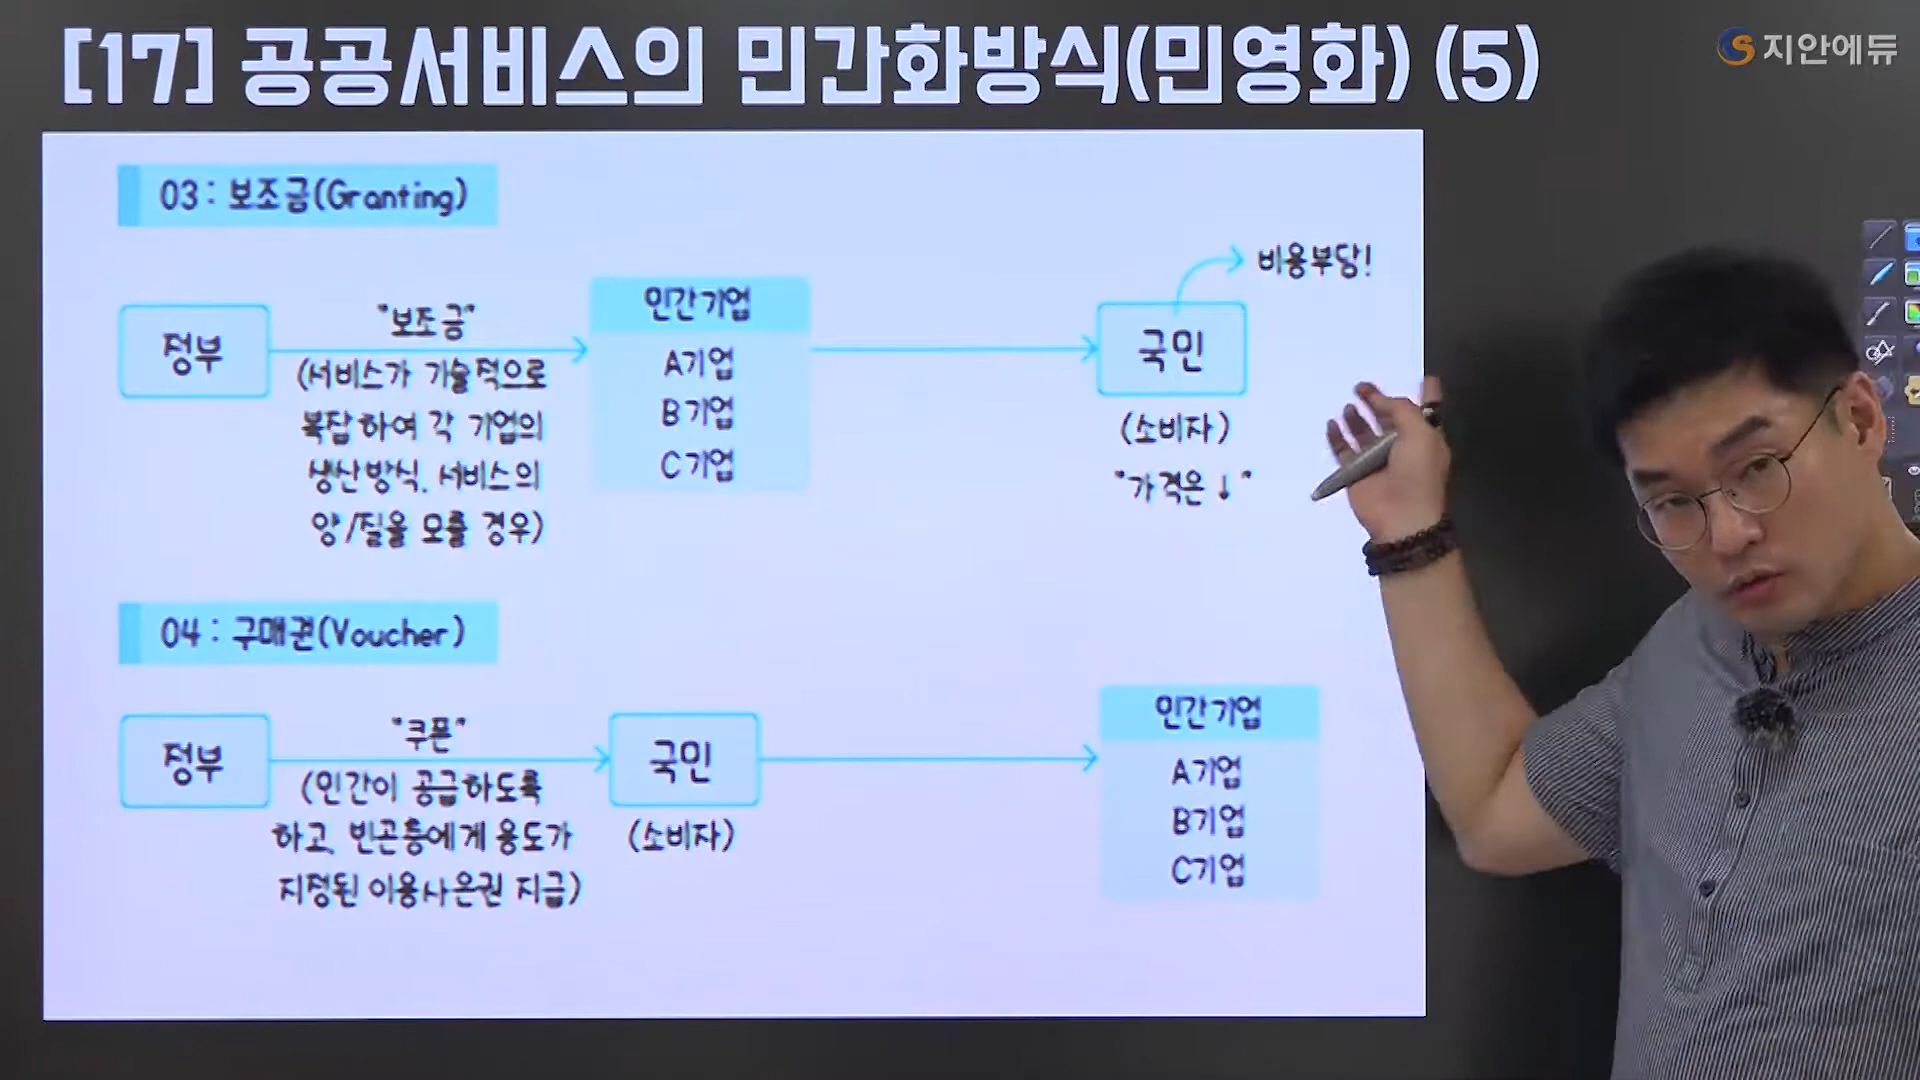 [17] 공공서비스의 민간화방식(민영화) (5)
지안에듀
03 : 보조금(Granting)
정부
"보조금"
(서비스가 기술적으로
복잡하여 각 기업의
생산방식, 서비스의
양/질을 모를 경우)
민간기업
A기업
B기업
C기업
비용부담!
국민
(소비자)
"가격은 ↓"
04 : 구매권(Voucher)
정부
"쿠폰"
(민간이 공급하도록
하고, 빈곤층에게 용도가
지정된 이용시온권 지급)
국민
(소비자)
민간기업
A기업
B기업
C기업